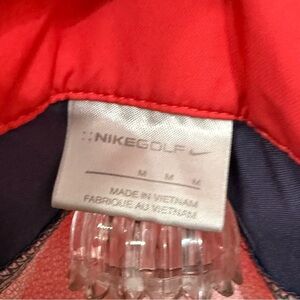 NIKEGOLF
M M M
MADE IN VIETNAM
FABRIQUE AU VIETNAM